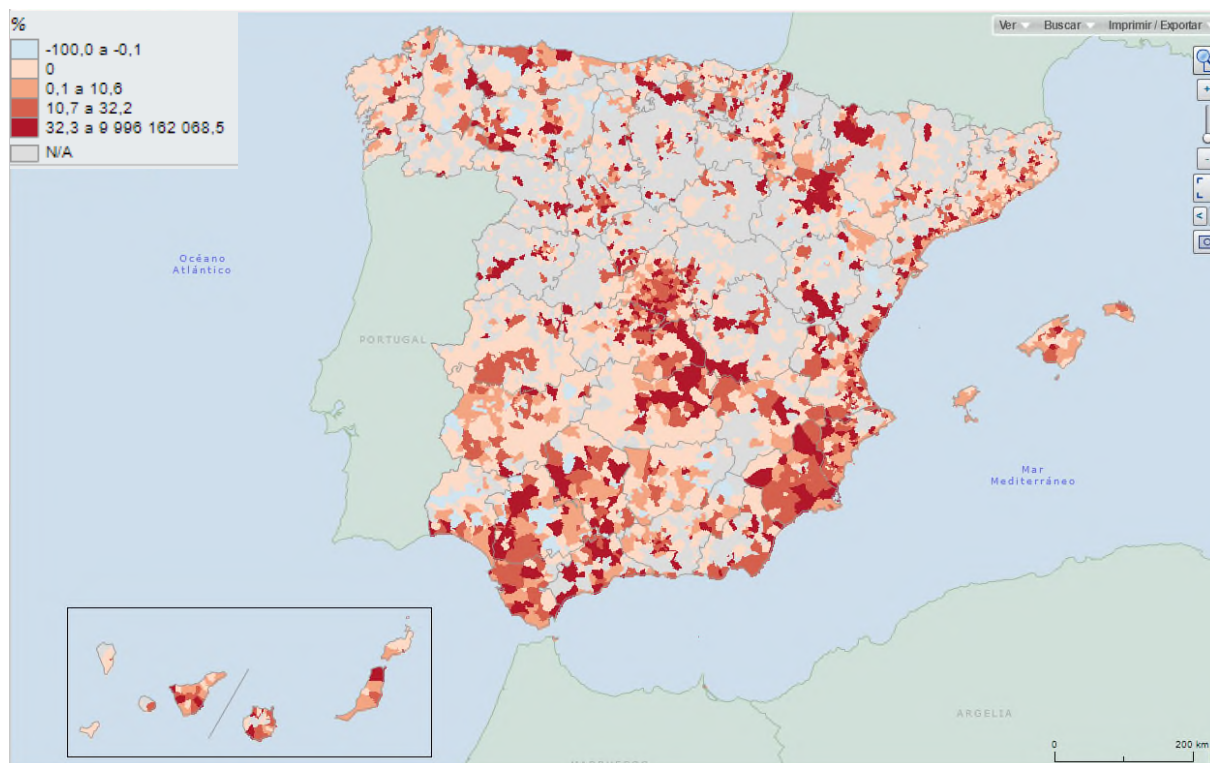 %
-100,0 a -0,1
0
0,1 a 10,6
10,7 a 32,2
32,3 a 9 996 162 068,5
N/A
Ver Buscar Imprimir / Exportar
+
-
<
Océano
Atlántico
PORTUGAL
Mar
Mediterráneo
ARGELIA
0 200 km